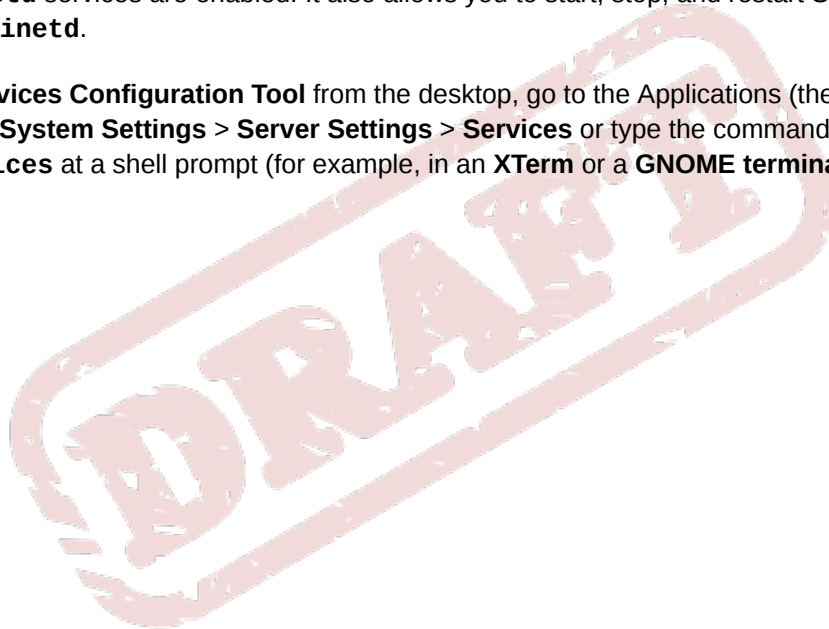 services are enabled. It also allows you to start, stop, and restart
inetd.
vices Configuration Tool from the desktop, go to the Applications (the
System Settings > Server Settings > Services or type the command
ices at a shell prompt (for example, in an XTerm or a GNOME termina
DRAFT